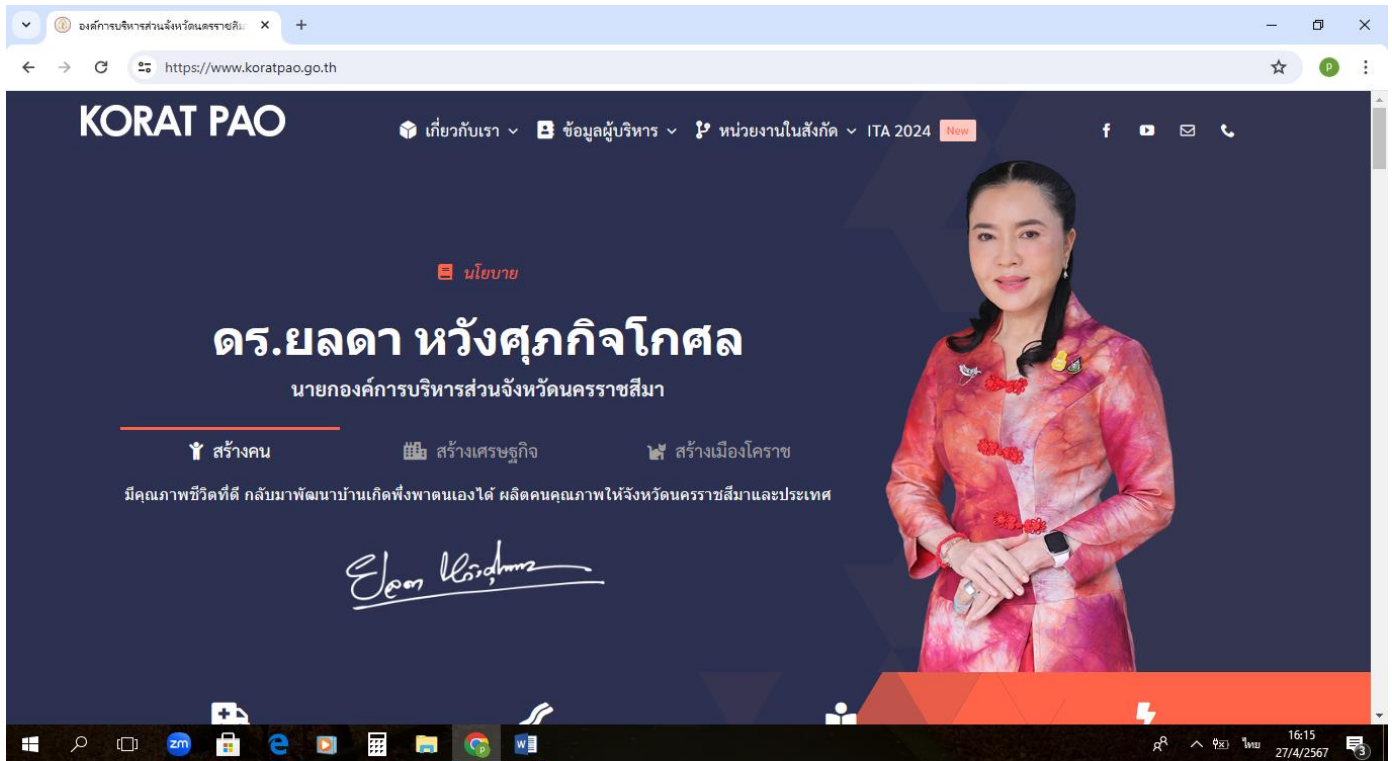 องค์การบริหารส่วนจังหวัดนครราชสีมา
https://www.koratpao.go.th
P
KORAT PAO
เกี่ยวกับเรา ข้อมูลผู้บริหาร หน่วยงานในสังกัด ITA 2024 New
นโยบาย
ดร.ยลดา หวังศุภกิจโกศล
นายกองค์การบริหารส่วนจังหวัดนครราชสีมา
สร้างคน สร้างเศรษฐกิจ สร้างเมืองโคราช
มีคุณภาพชีวิตที่ดี กลับมาพัฒนาบ้านเกิดพึ่งพาตนเองได้ ผลิตคนคุณภาพให้จังหวัดนครราชสีมาและประเทศ
zm
ไทย
16:15
27/4/2567
3